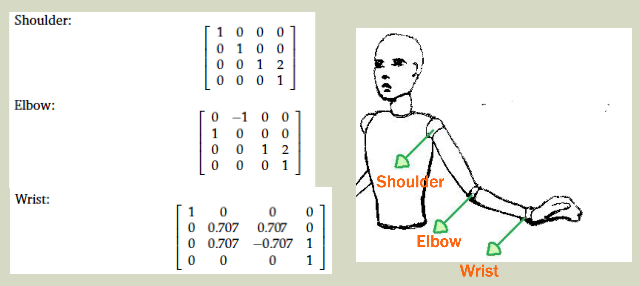 Shoulder:
1 0 0 0
0 1 0 0
0 0 1 2
0 0 0 1
Elbow:
0 −1 0 0
1 0 0 0
0 0 1 2
0 0 0 1
Wrist:
1 0 0 0
0 0.707 0.707 0
0 0.707 −0.707 1
0 0 0 1
Shoulder
Elbow
Wrist